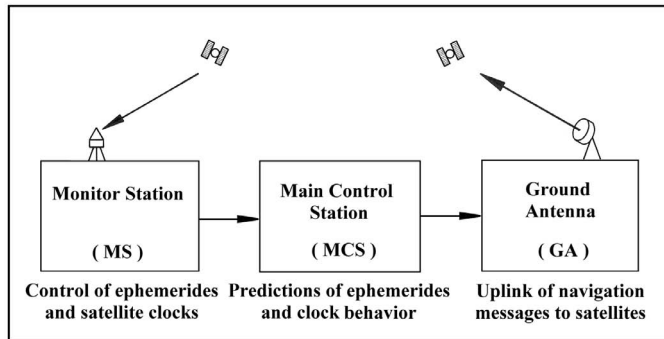 Monitor Station
( MS )
Main Control
Station
( MCS )
Ground
Antenna
( GA )
Control of ephemerides
and satellite clocks
Predictions of ephemerides
and clock behavior
Uplink of navigation
messages to satellites